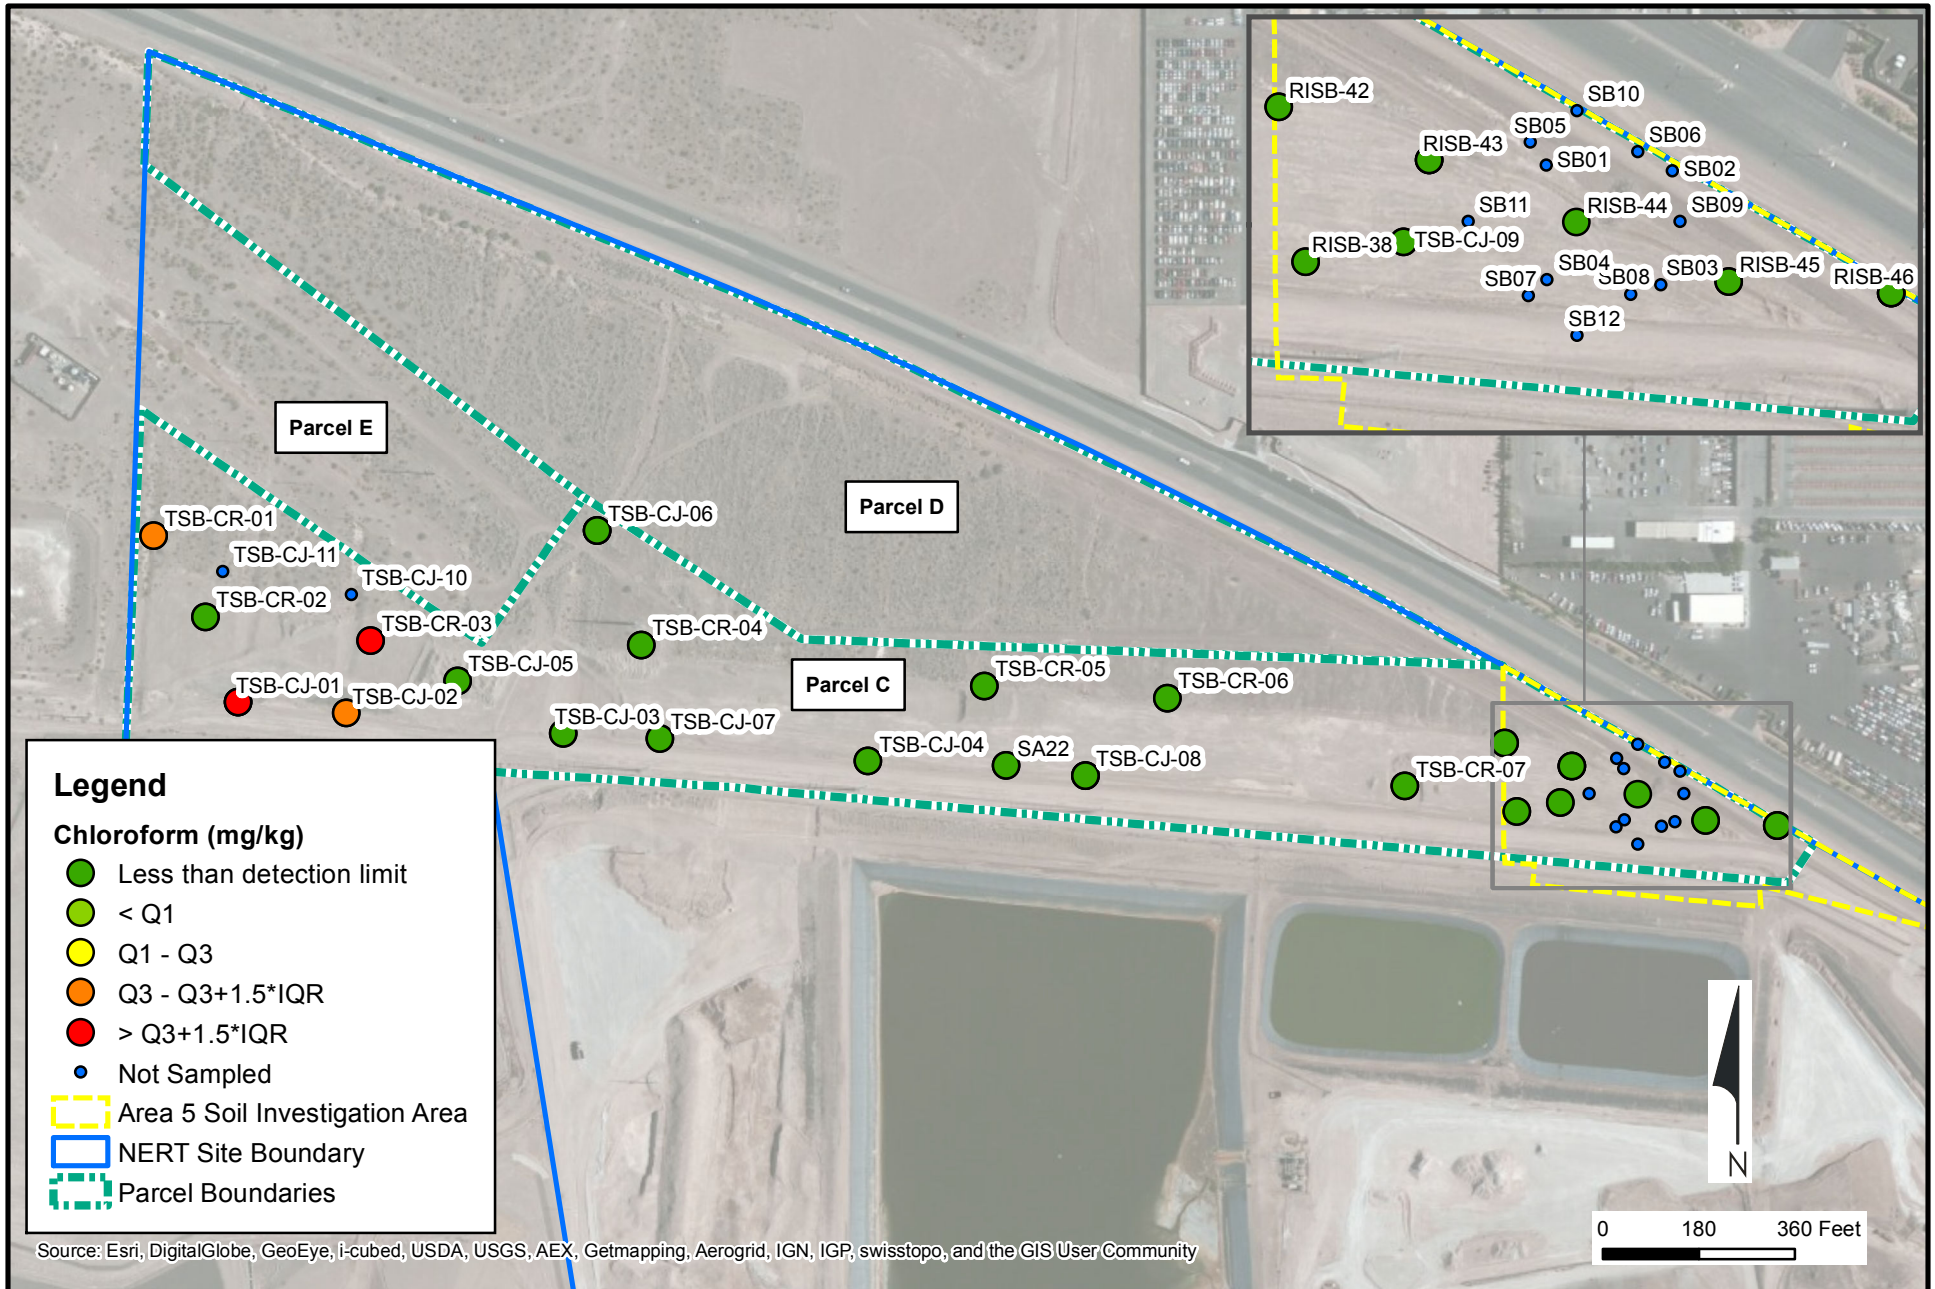 RISB-42
SB10
SB05
SB06
RISB-43
SB01
SB02
SB11
RISB-44
SB09
RISB-38
TSB-CJ-09
SB04
SB07
SB08
SB03
RISB-45
RISB-46
SB12
Parcel E
Parcel D
TSB-CR-01
TSB-CJ-06
TSB-CJ-11
TSB-CJ-10
TSB-CR-02
TSB-CR-03
TSB-CR-04
TSB-CJ-05
Parcel C
TSB-CR-05
TSB-CR-06
TSB-CJ-01
TSB-CJ-02
TSB-CJ-03
TSB-CJ-07
TSB-CJ-04
SA22
TSB-CJ-08
TSB-CR-07
Legend
Chloroform (mg/kg)
Less than detection limit
< Q1
Q1 - Q3
Q3 - Q3+1.5*IQR
> Q3+1.5*IQR
Not Sampled
Area 5 Soil Investigation Area
NERT Site Boundary
Parcel Boundaries
N
0 180 360 Feet
Source: Esri, DigitalGlobe, GeoEye, i-cubed, USDA, USGS, AEX, Getmapping, Aerogrid, IGN, IGP, swisstopo, and the GIS User Community